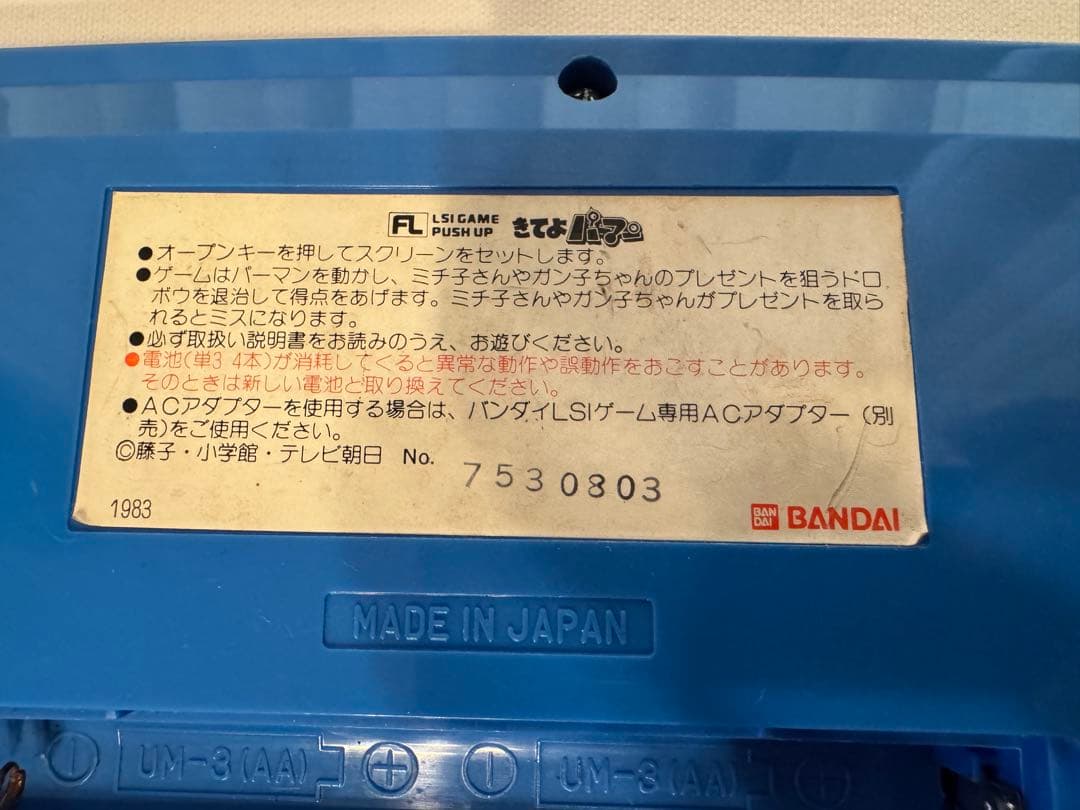 FL LSI GAME PUSH UP きてよパーマン
●オープンキーを押してスクリーンをセットします。
●ゲームはパーマンを動かし、ミチ子さんやガン子ちゃんのプレゼントを狙うドロ
ボウを退治して得点をあげます。ミチ子さんやガン子ちゃんがプレゼントを取ら
れるとミスになります。
●必ず取扱い説明書をお読みのうえ、お遊びください。
●電池(単3 4本)が消耗してくると異常な動作や誤動作をおこすことがあります。
そのときは新しい電池と取り換えてください。
●ACアダプターを使用する場合は、バンダイLSIゲーム専用ACアダプター(別
売)をご使用ください。
©藤子・小学館・テレビ朝日 No. 7530803
1983 BAN DAI BANDAI
MADE IN JAPAN
- UM-3(AA) + - UM-3(AA) +